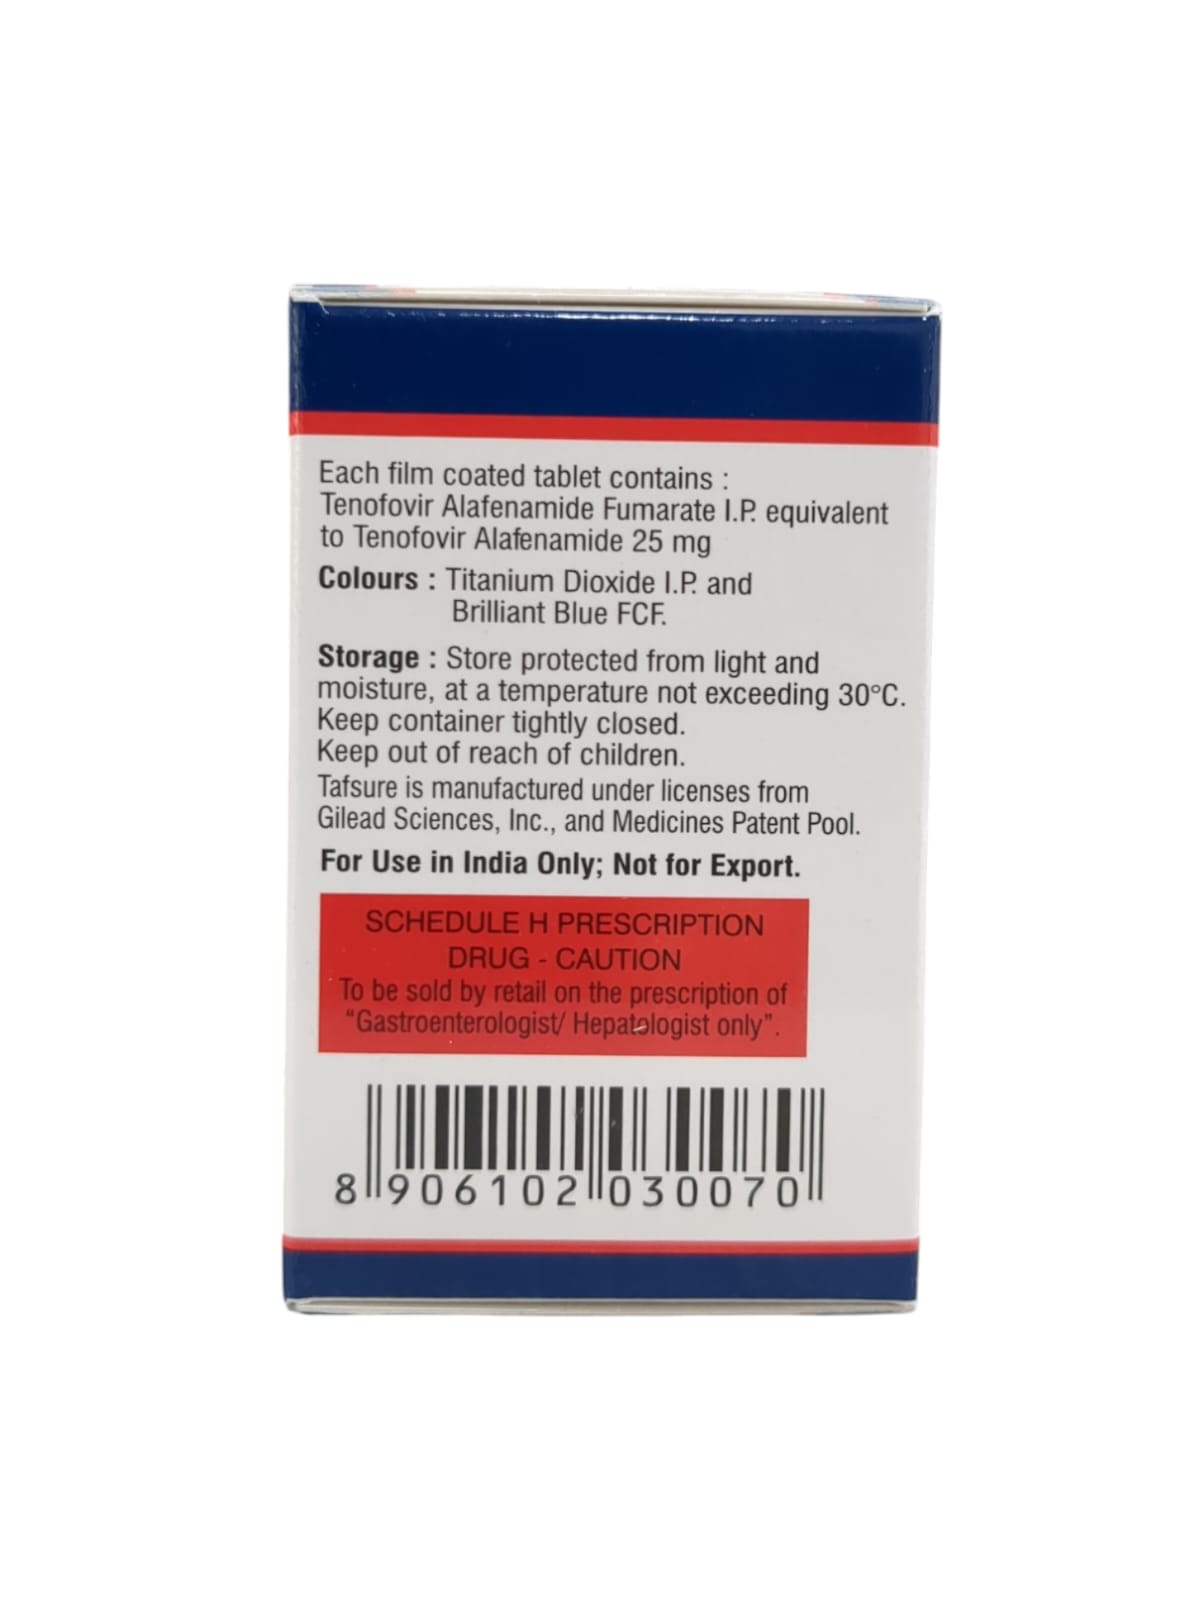 Each film coated tablet contains :
Tenofovir Alafenamide Fumarate I.P. equivalent
to Tenofovir Alafenamide 25 mg
Colours : Titanium Dioxide I.P. and
Brilliant Blue FCF.
Storage : Store protected from light and
moisture, at a temperature not exceeding 30°C.
Keep container tightly closed.
Keep out of reach of children.
Tafsure is manufactured under licenses from
Gilead Sciences, Inc., and Medicines Patent Pool.
For Use in India Only; Not for Export.
SCHEDULE H PRESCRIPTION
DRUG - CAUTION
To be sold by retail on the prescription of
“Gastroenterologist/ Hepatologist only”.
8 906102 030070